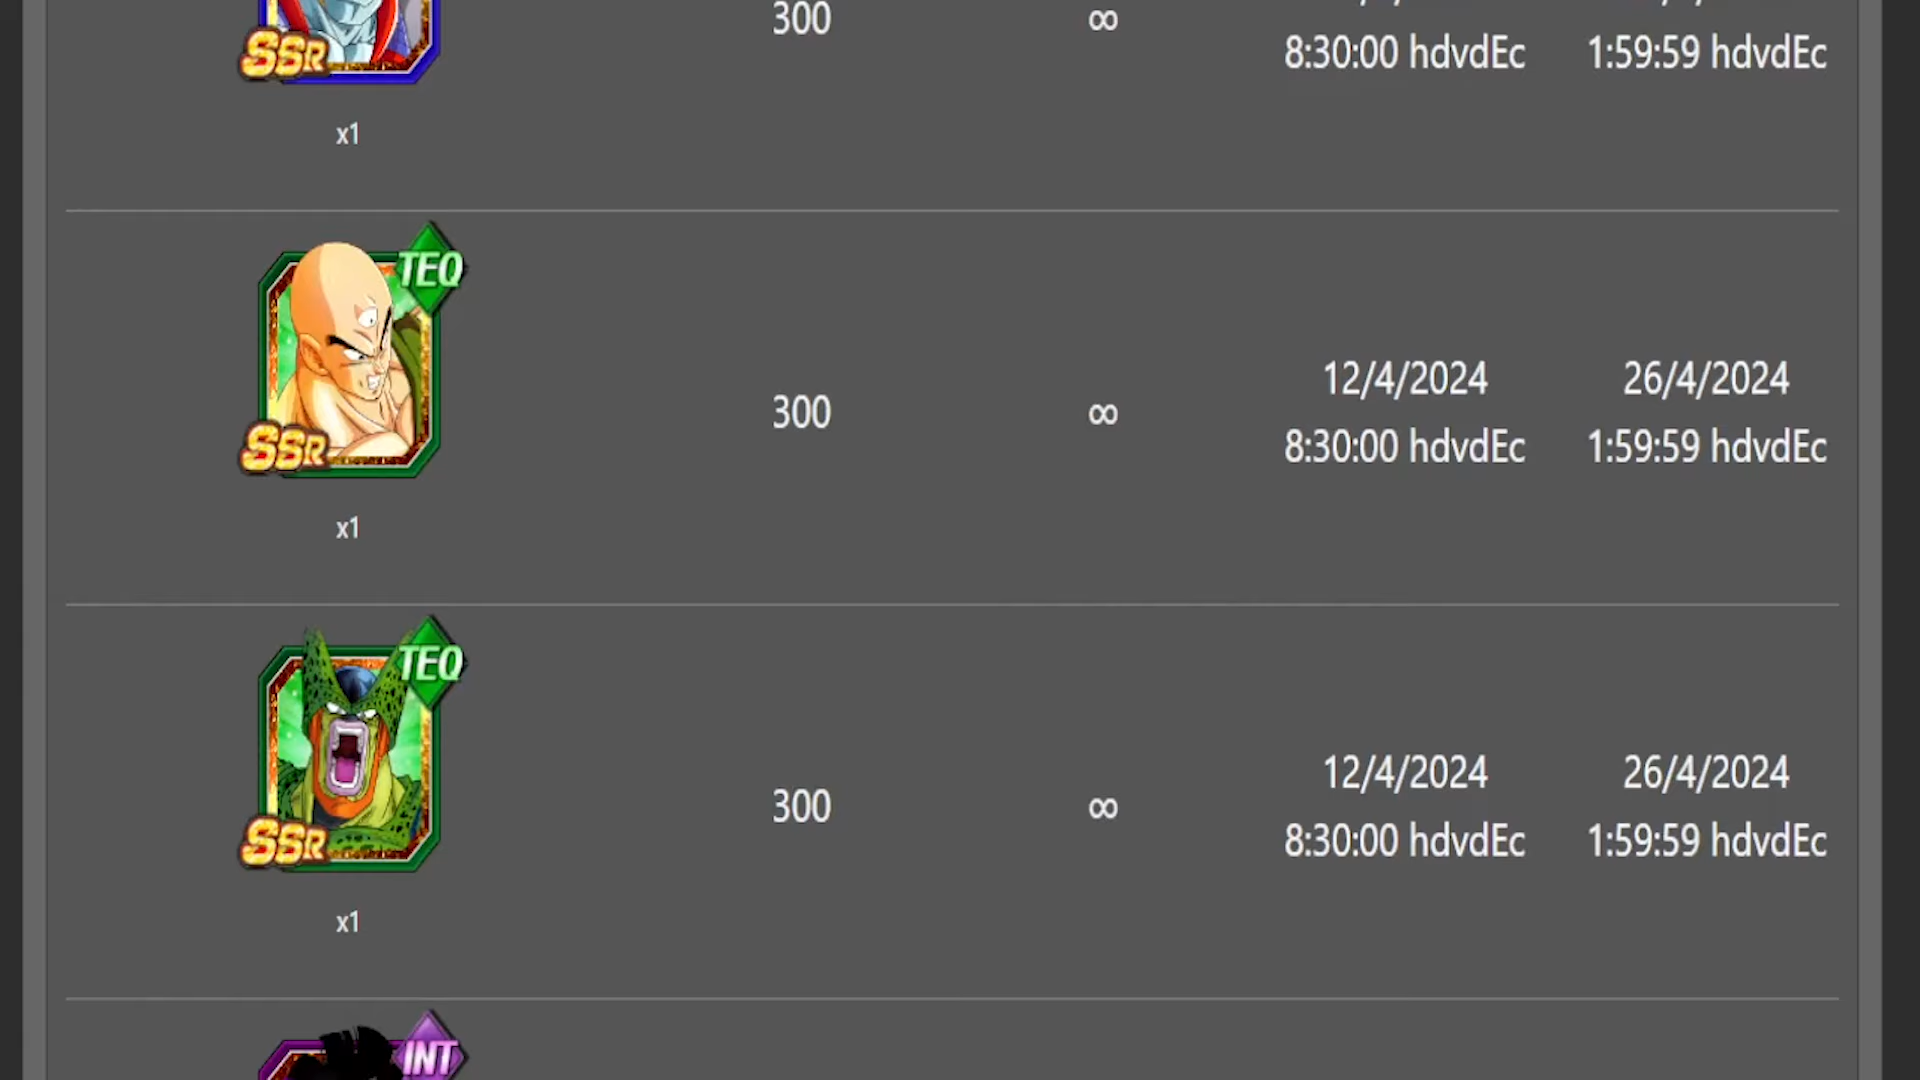 300
∞
8:30:00 hdvdEc
1:59:59 hdvdEc
SSR
x1
TEQ
SSR
x1
300
∞
12/4/2024
8:30:00 hdvdEc
26/4/2024
1:59:59 hdvdEc
TEQ
SSR
x1
300
∞
12/4/2024
8:30:00 hdvdEc
26/4/2024
1:59:59 hdvdEc
INT